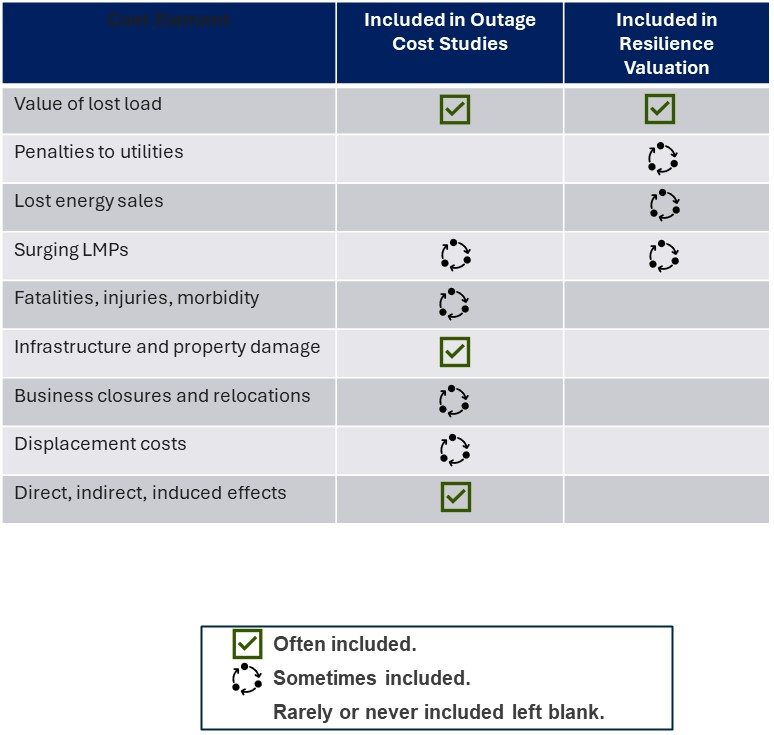 Cost Element
Included in Outage
Cost Studies
Included in
Resilience
Valuation
Value of lost load
Penalties to utilities
Lost energy sales
Surging LMPs
Fatalities, injuries, morbidity
Infrastructure and property damage
Business closures and relocations
Displacement costs
Direct, indirect, induced effects
Often included.
Sometimes included.
Rarely or never included left blank.